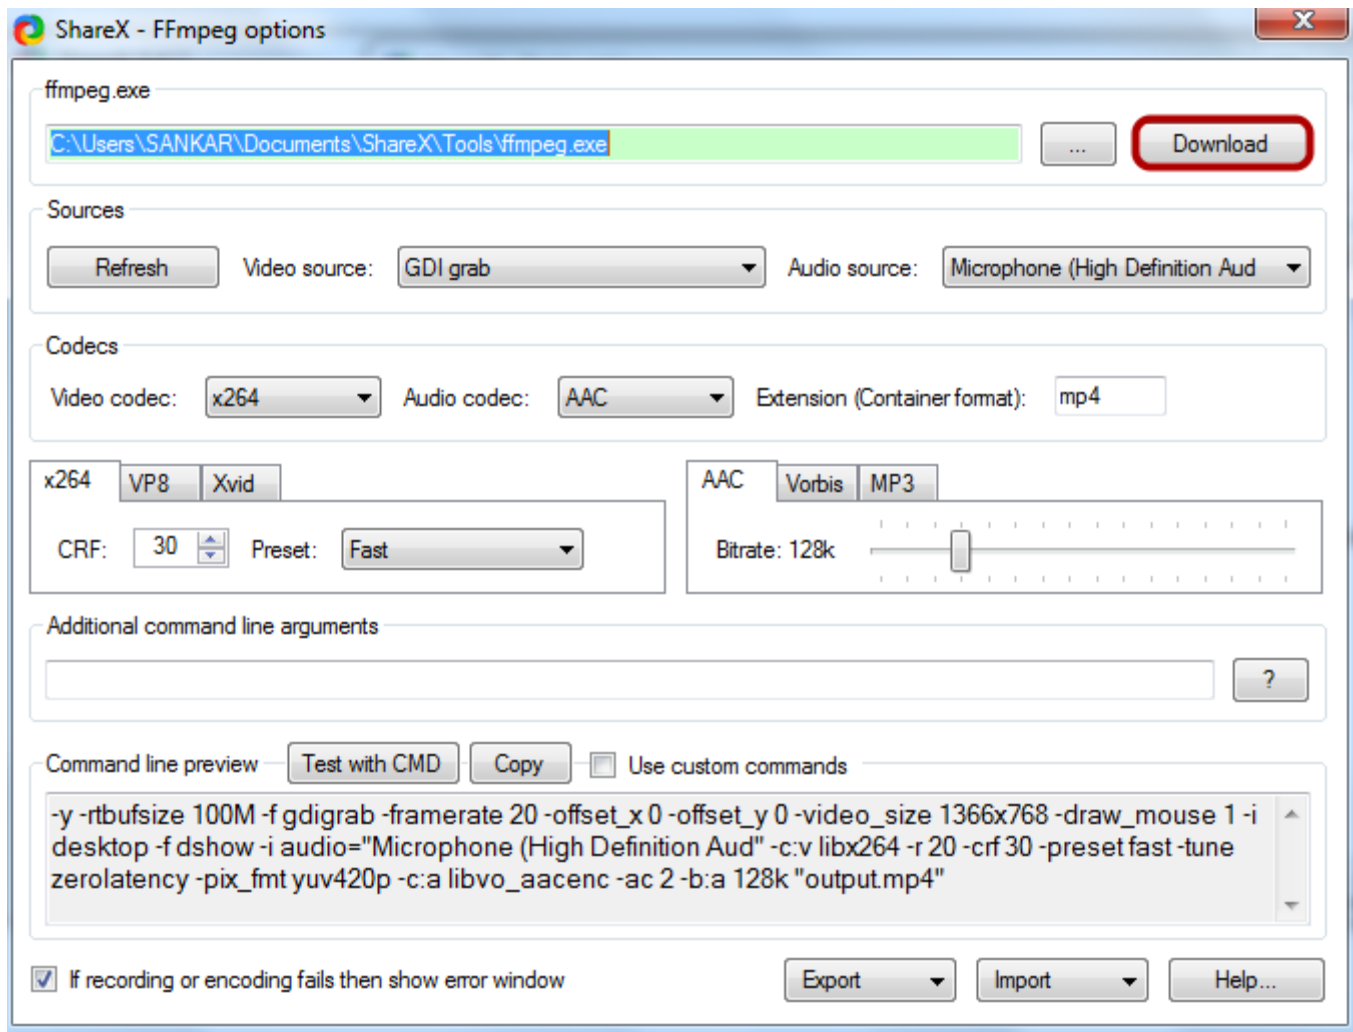 ShareX - FFmpeg options
x
ffmpeg.exe
C:\Users\SANKAR\Documents\ShareX\Tools\ffmpeg.exe ... Download
Sources
Refresh Video source: GDI grab Audio source: Microphone (High Definition Aud
Codecs
Video codec: x264 Audio codec: AAC Extension (Container format): mp4
x264 VP8 Xvid AAC Vorbis MP3
CRF: 30 Preset: Fast Bitrate: 128k
Additional command line arguments
?
Command line preview Test with CMD Copy Use custom commands
-y -rtbufsize 100M -f gdigrab -framerate 20 -offset_x 0 -offset_y 0 -video_size 1366x768 -draw_mouse 1 -i
desktop -f dshow -i audio="Microphone (High Definition Aud" -c:v libx264 -r 20 -crf 30 -preset fast -tune
zerolatency -pix_fmt yuv420p -c:a libvo_aacenc -ac 2 -b:a 128k "output.mp4"
If recording or encoding fails then show error window Export Import Help...